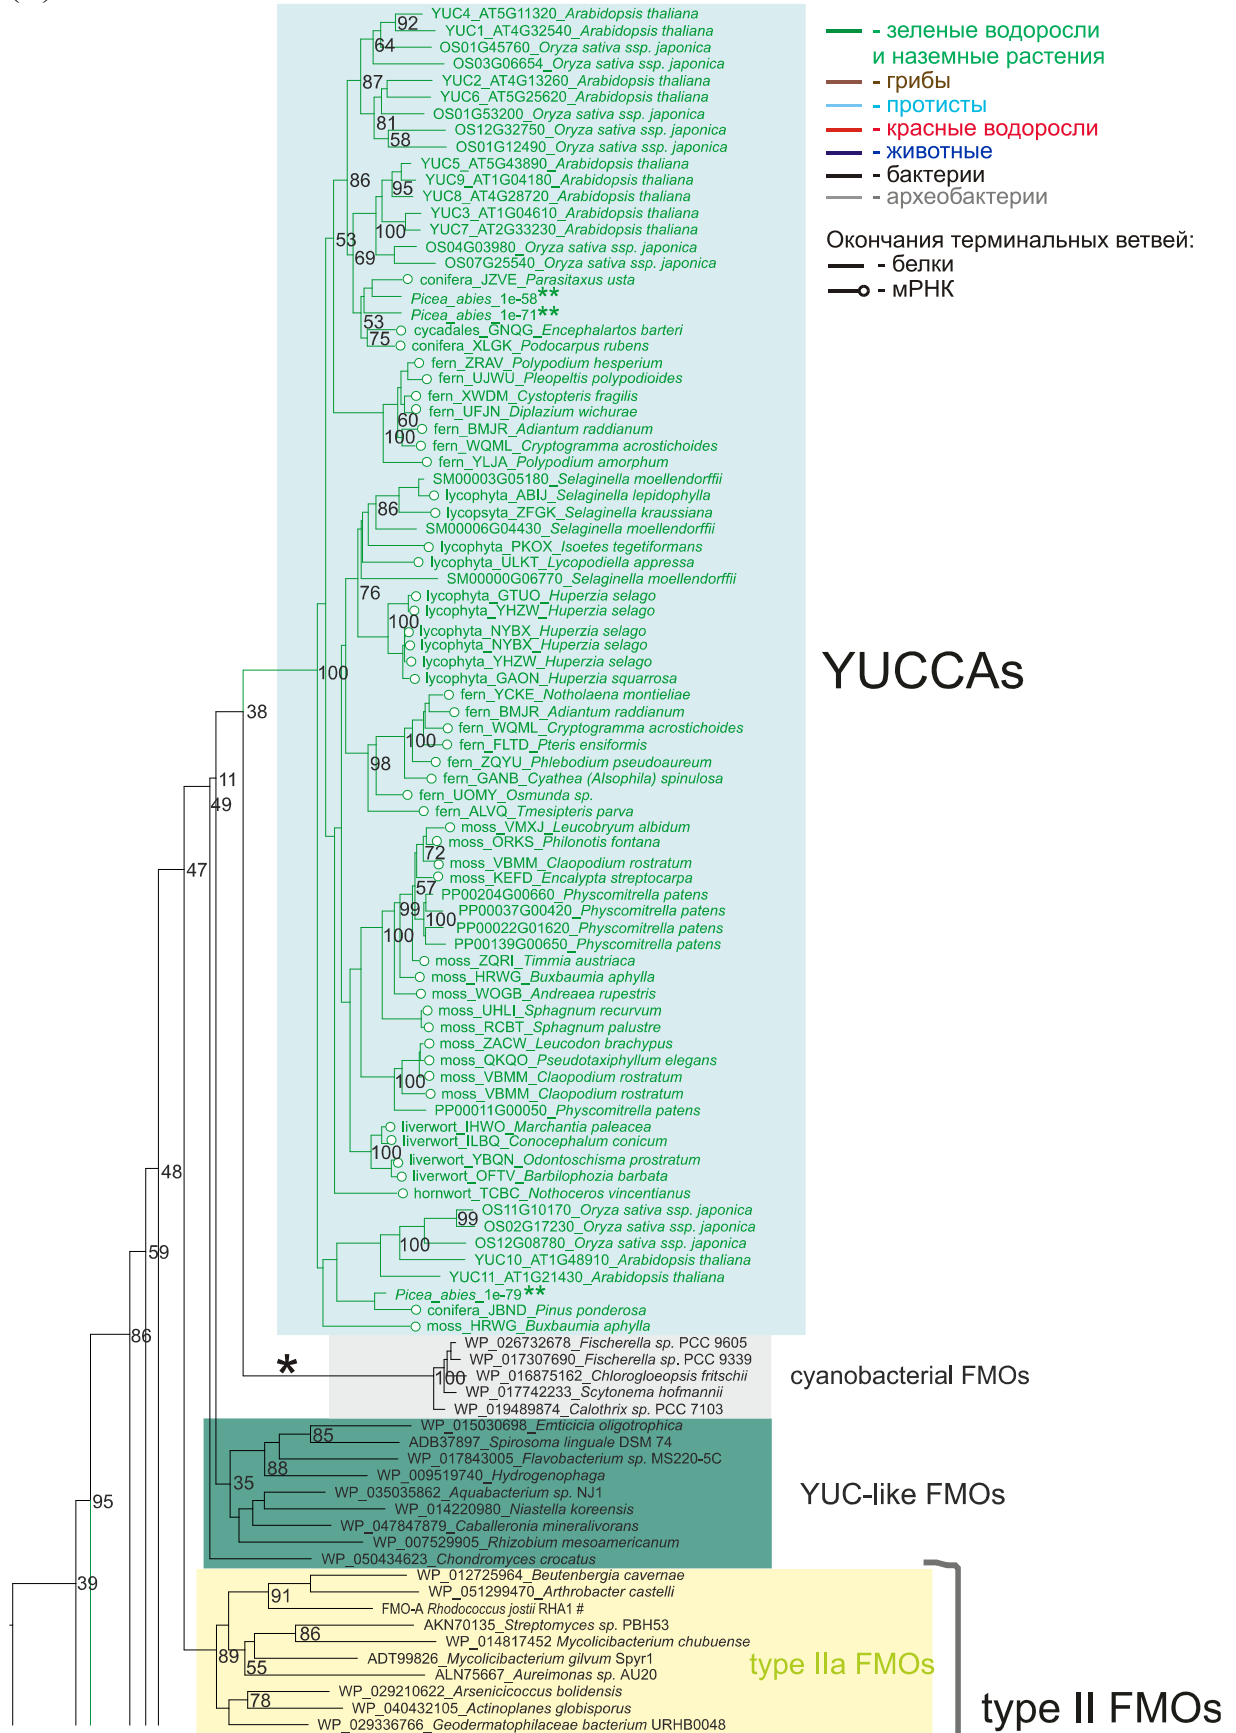 YUC4_AT5G11320_Arabidopsis thaliana
92
YUC1_AT4G32540_Arabidopsis thaliana
64
OS01G45760_Oryza sativa ssp. japonica
OS03G06654_Oryza sativa ssp. japonica
87
YUC2_AT4G13260_Arabidopsis thaliana
YUC6_AT5G25620_Arabidopsis thaliana
OS01G53200_Oryza sativa ssp. japonica
81
OS12G32750_Oryza sativa ssp. japonica
58
OS01G12490_Oryza sativa ssp. japonica
YUC5_AT5G43890_Arabidopsis thaliana
86
YUC9_AT1G04180_Arabidopsis thaliana
95
YUC8_AT4G28720_Arabidopsis thaliana
YUC3_AT1G04610_Arabidopsis thaliana
100
YUC7_AT2G33230_Arabidopsis thaliana
53
OS04G03980_Oryza sativa ssp. japonica
69
OS07G25540_Oryza sativa ssp. japonica
conifera_JZVE_Parasitaxus usta
Picea_abies_1e-58**
Picea_abies_1e-71**
53
cycadales_GNQG_Encephalartos barteri
75
conifera_XLGK_Podocarpus rubens
fern_ZRAV_Polypodium hesperium
fern_UJWU_Pleopeltis polypodioides
fern_XWDM_Cystopteris fragilis
fern_UFJN_Diplazium wichurae
60
fern_BMJR_Adiantum raddianum
100
fern_WQML_Cryptogramma acrostichoides
fern_YLJA_Polypodium amorphum
SM00003G05180_Selaginella moellendorffii
lycophyta_ABIJ_Selaginella lepidophylla
86
lycopsyta_ZFGK_Selaginella kraussiana
SM00006G04430_Selaginella moellendorffii
lycophyta_PKOX_Isoetes tegetiformans
lycophyta_ULKT_Lycopodiella appressa
SM00000G06770_Selaginella moellendorffii
76
lycophyta_GTUO_Huperzia selago
lycophyta_YHZW_Huperzia selago
100
lycophyta_NYBX_Huperzia selago
lycophyta_NYBX_Huperzia selago
lycophyta_YHZW_Huperzia selago
100
lycophyta_GAON_Huperzia squarrosa
fern_YCKE_Notholaena montieliae
38
fern_BMJR_Adiantum raddianum
fern_WQML_Cryptogramma acrostichoides
100
fern_FLTD_Pteris ensiformis
98
fern_ZQYU_Phlebodium pseudoaureum
11
fern_GANB_Cyathea (Alsophila) spinulosa
fern_UOMY_Osmunda sp.
49
fern_ALVQ_Tmesipteris parva
moss_VMXJ_Leucobryum albidum
moss_ORKS_Philonotis fontana
72
moss_VBMM_Claopodium rostratum
47
moss_KEFD_Encalypta streptocarpa
57
PP00204G00660_Physcomitrella patens
99
PP00037G00420_Physcomitrella patens
100
PP00022G01620_Physcomitrella patens
100
PP00139G00650_Physcomitrella patens
moss_ZQRI_Timmia austriaca
moss_HRWG_Buxbaumia aphylla
moss_WOGB_Andreaea rupestris
moss_UHLI_Sphagnum recurvum
moss_RCBT_Sphagnum palustre
moss_ZACW_Leucodon brachypus
moss_QKQO_Pseudotaxiphyllum elegans
100
moss_VBMM_Claopodium rostratum
moss_VBMM_Claopodium rostratum
PP00011G00050_Physcomitrella patens
liverwort_IHWO_Marchantia paleacea
liverwort_ILBQ_Conocephalum conicum
100
liverwort_YBQN_Odontoschisma prostratum
48
liverwort_OFTV_Barbilophozia barbata
hornwort_TCBC_Nothoceros vincentianus
OS11G10170_Oryza sativa ssp. japonica
99
OS02G17230_Oryza sativa ssp. japonica
100
OS12G08780_Oryza sativa ssp. japonica
59
YUC10_AT1G48910_Arabidopsis thaliana
YUC11_AT1G21430_Arabidopsis thaliana
Picea_abies_1e-79**
conifera_JBND_Pinus ponderosa
moss_HRWG_Buxbaumia aphylla
86
WP_026732678_Fischerella sp. PCC 9605
WP_017307690_Fischerella sp. PCC 9339
*
100
WP_016875162_Chlorogloeopsis fritschii
WP_017742233_Scytonema hofmannii
WP_019489874_Calothrix sp. PCC 7103
WP_015030698_Emticicia oligotrophica
85
ADB37897_Spirosoma linguale DSM 74
WP_017843005_Flavobacterium sp. MS220-5C
88
WP_009519740_Hydrogenophaga
35
WP_035035862_Aquabacterium sp. NJ1
95
WP_014220980_Niastella koreensis
WP_047847879_Caballeronia mineralivorans
WP_007529905_Rhizobium mesoamericanum
WP_050434623_Chondromyces crocatus
39
WP_012725964_Beutenbergia cavernae
91
WP_051299470_Arthrobacter castelli
FMO-A Rhodococcus jostii RHA1 #
AKN70135_Streptomyces sp. PBH53
86
WP_014817452 Mycolicibacterium chubuense
89
ADT99826_Mycolicibacterium gilvum Spyr1
55
ALN75667_Aureimonas sp. AU20
WP_029210622_Arsenicicoccus bolidensis
78
WP_040432105_Actinoplanes globisporus
WP_029336766_Geodermatophilaceae bacterium URHB0048
- зеленые водоросли
и наземные растения
- грибы
- протисты
- красные водоросли
- животные
- бактерии
- археобактерии
Окончания терминальных ветвей:
- белки
- мРНК
YUCCAs
cyanobacterial FMOs
YUC-like FMOs
type IIa FMOs
type II FMOs